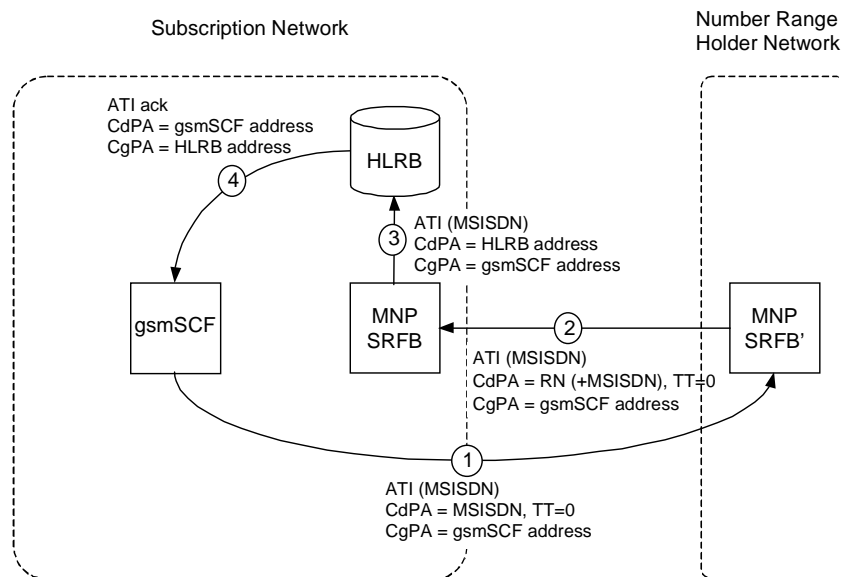 Subscription Network
Number Range
Holder Network
ATI ack
CdPA = gsmSCF address
CgPA = HLRB address
4
HLRB
3
ATI (MSISDN)
CdPA = HLRB address
CgPA = gsmSCF address
gsmSCF
MNP
SRFB
2
MNP
SRFB’
ATI (MSISDN)
CdPA = RN (+MSISDN), TT=0
CgPA = gsmSCF address
1
ATI (MSISDN)
CdPA = MSISDN, TT=0
CgPA = gsmSCF address